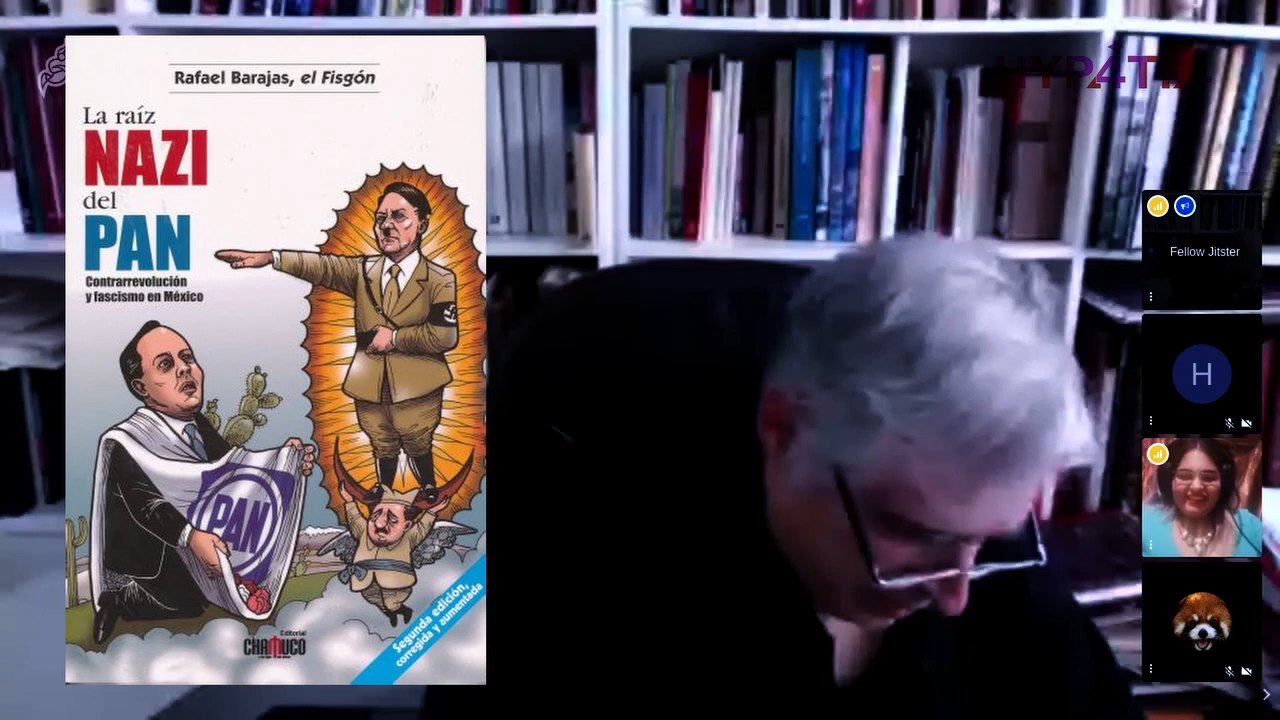 Rafael Barajas, el Fisgón
La raíz
NAZI
del
PAN
Contrarrevolución
y fascismo en México
PAN
Segunda edición,
corregida y aumentada
Editorial
CHAMUCO
HYP4TIA
Fellow Jitster
H